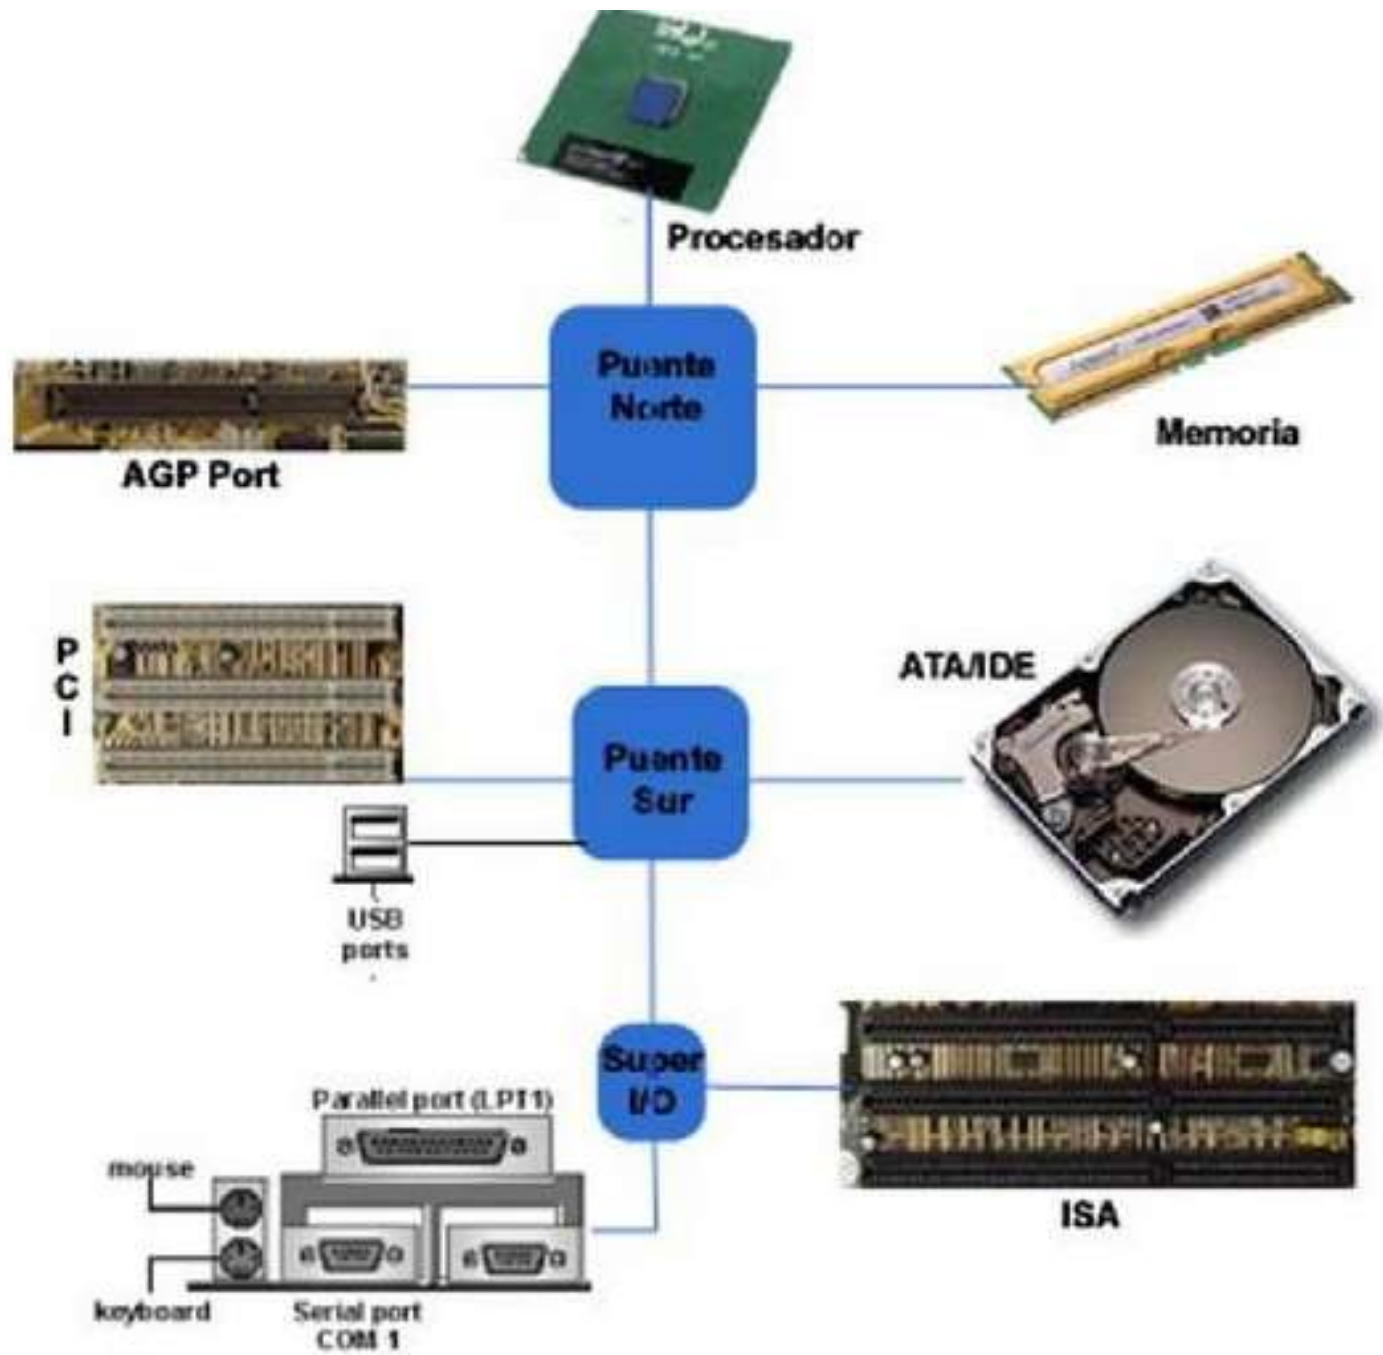 intel
Procesador
Puente
Norte
AGP Port
Memoria
P
C
I
ATA/IDE
Puente
Sur
USB
ports
Super
I/O
Parallel port (LPT1)
mouse
ISA
keyboard
Serial port
COM 1